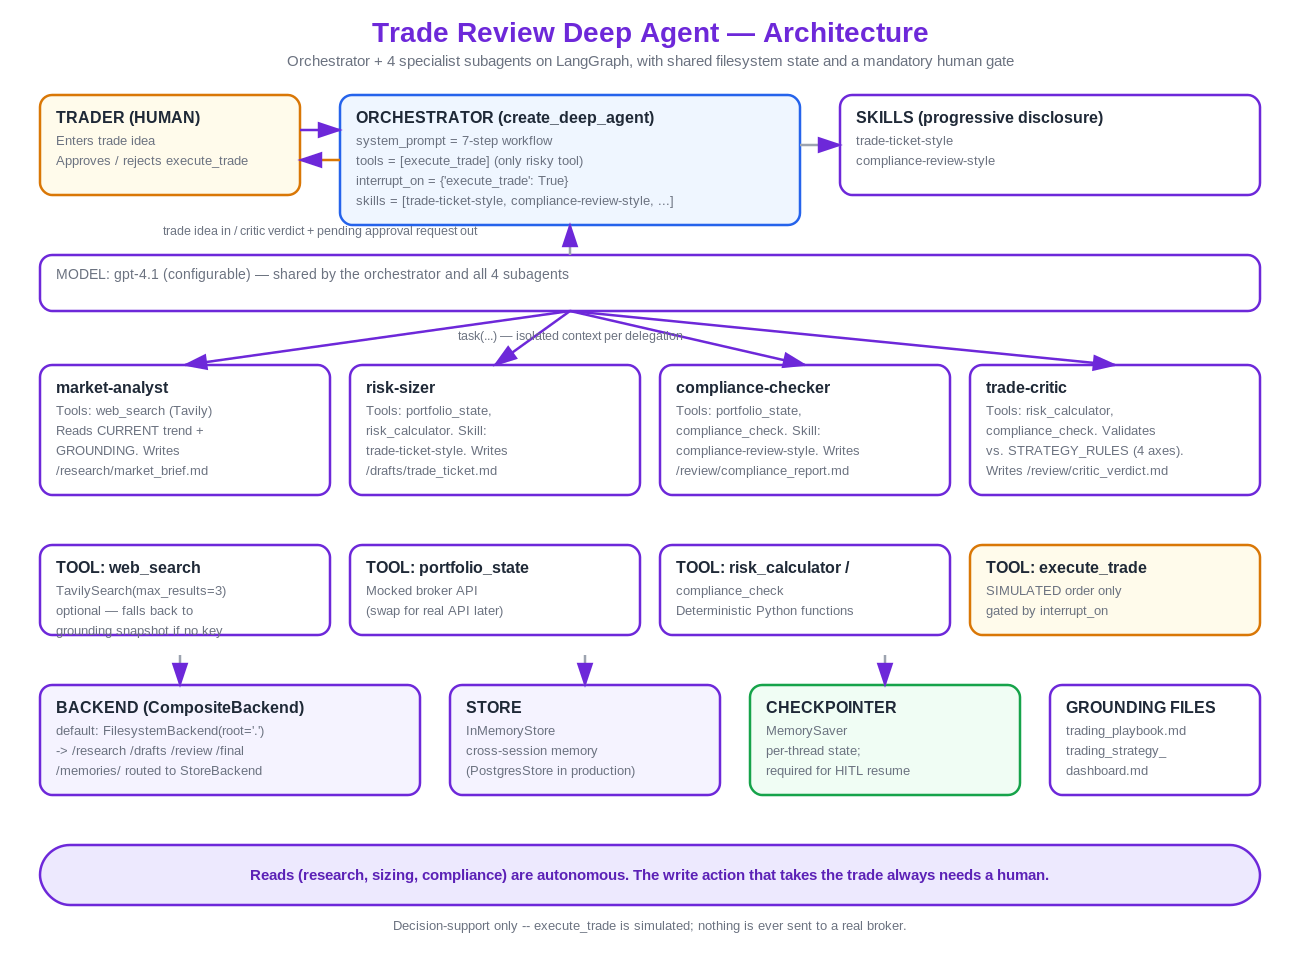 Trade Review Deep Agent — Architecture
Orchestrator + 4 specialist subagents on LangGraph, with shared filesystem state and a mandatory human gate
TRADER (HUMAN)
Enters trade idea
Approves / rejects execute_trade
ORCHESTRATOR (create_deep_agent)
system_prompt = 7-step workflow
tools = [execute_trade] (only risky tool)
interrupt_on = {'execute_trade': True}
skills = [trade-ticket-style, compliance-review-style, ...]
SKILLS (progressive disclosure)
trade-ticket-style
compliance-review-style
trade idea in / critic verdict + pending approval request out
MODEL: gpt-4.1 (configurable) — shared by the orchestrator and all 4 subagents
task(...) — isolated context per delegation
market-analyst
Tools: web_search (Tavily)
Reads CURRENT trend +
GROUNDING. Writes
/research/market_brief.md
risk-sizer
Tools: portfolio_state,
risk_calculator. Skill:
trade-ticket-style. Writes
/drafts/trade_ticket.md
compliance-checker
Tools: portfolio_state,
compliance_check. Skill:
compliance-review-style. Writes
/review/compliance_report.md
trade-critic
Tools: risk_calculator,
compliance_check. Validates
vs. STRATEGY_RULES (4 axes).
Writes /review/critic_verdict.md
TOOL: web_search
TavilySearch(max_results=3)
optional — falls back to
grounding snapshot if no key
TOOL: portfolio_state
Mocked broker API
(swap for real API later)
TOOL: risk_calculator /
compliance_check
Deterministic Python functions
TOOL: execute_trade
SIMULATED order only
gated by interrupt_on
BACKEND (CompositeBackend)
default: FilesystemBackend(root='.')
-> /research /drafts /review /final
/memories/ routed to StoreBackend
STORE
InMemoryStore
cross-session memory
(PostgresStore in production)
CHECKPOINTER
MemorySaver
per-thread state;
required for HITL resume
GROUNDING FILES
trading_playbook.md
trading_strategy_
dashboard.md
Reads (research, sizing, compliance) are autonomous. The write action that takes the trade always needs a human.
Decision-support only -- execute_trade is simulated; nothing is ever sent to a real broker.